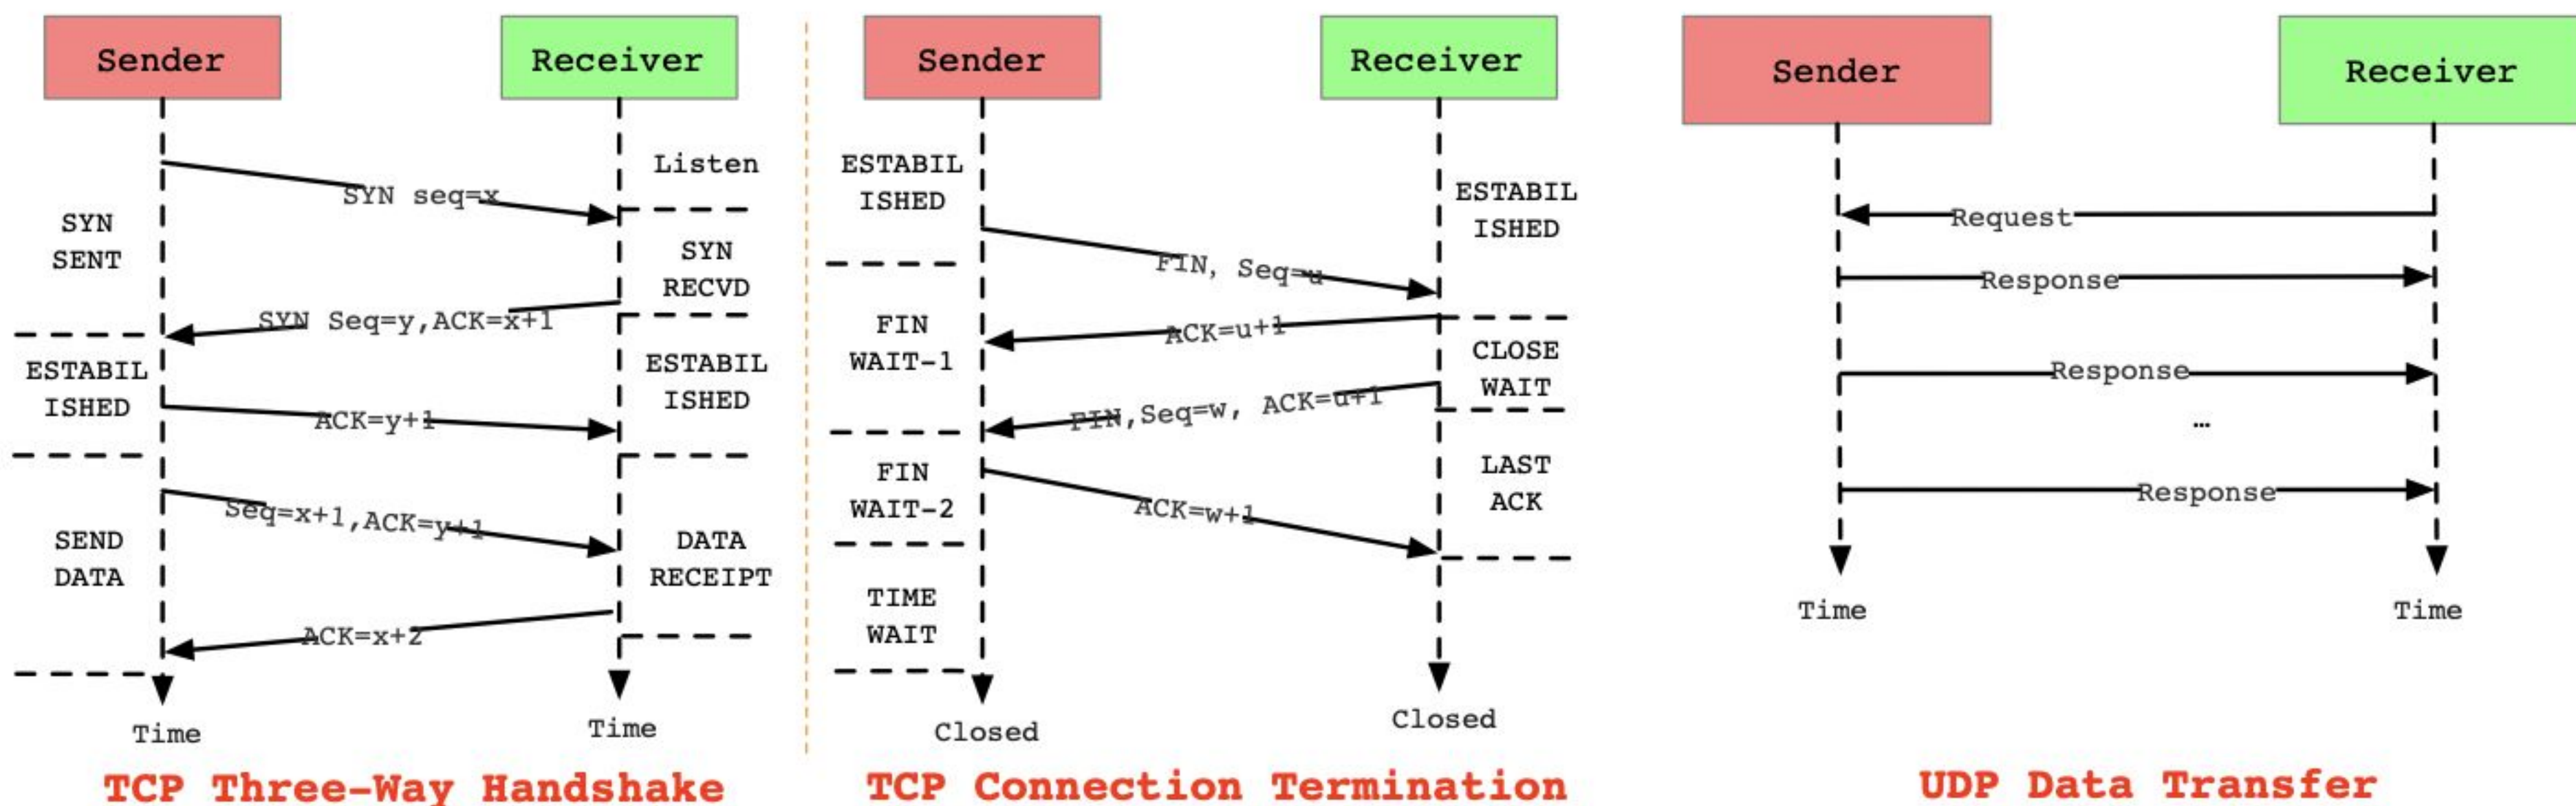 Sender
Receiver
Listen
SYN seq=x
SYN
SENT
SYN
RECVD
SYN Seq=y,ACK=x+1
ESTABIL
ISHED
ESTABIL
ISHED
ACK=y+1
Seq=x+1,ACK=y+1
SEND
DATA
DATA
RECEIPT
ACK=x+2
Time
Time
TCP Three-Way Handshake
Sender
Receiver
ESTABIL
ISHED
ESTABIL
ISHED
FIN, Seq=u
FIN
WAIT-1
ACK=u+1
CLOSE
WAIT
FIN,Seq=w, ACK=u+1
FIN
WAIT-2
LAST
ACK
ACK=w+1
TIME
WAIT
Closed
Closed
TCP Connection Termination
Sender
Receiver
Request
Response
Response
…
Response
Time
Time
UDP Data Transfer